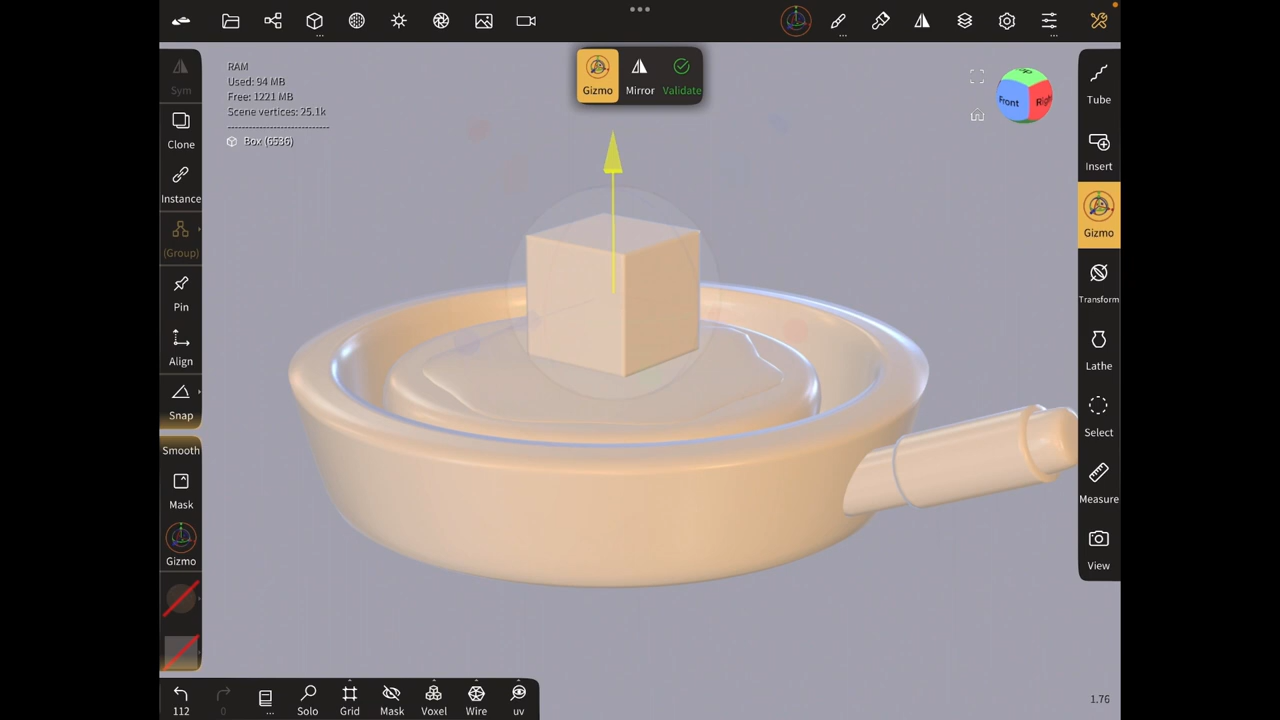 RAM
Used: 94 MB
Free: 1221 MB
Scene vertices: 25.1k
Box (6536)
Gizmo
Mirror
Validate
Front
Right
Sym
Clone
Instance
(Group)
Pin
Align
Snap
Smooth
Mask
Gizmo
Tube
Insert
Gizmo
Transform
Lathe
Select
Measure
View
112
0
...
Solo
Grid
Mask
Voxel
Wire
uv
1.76